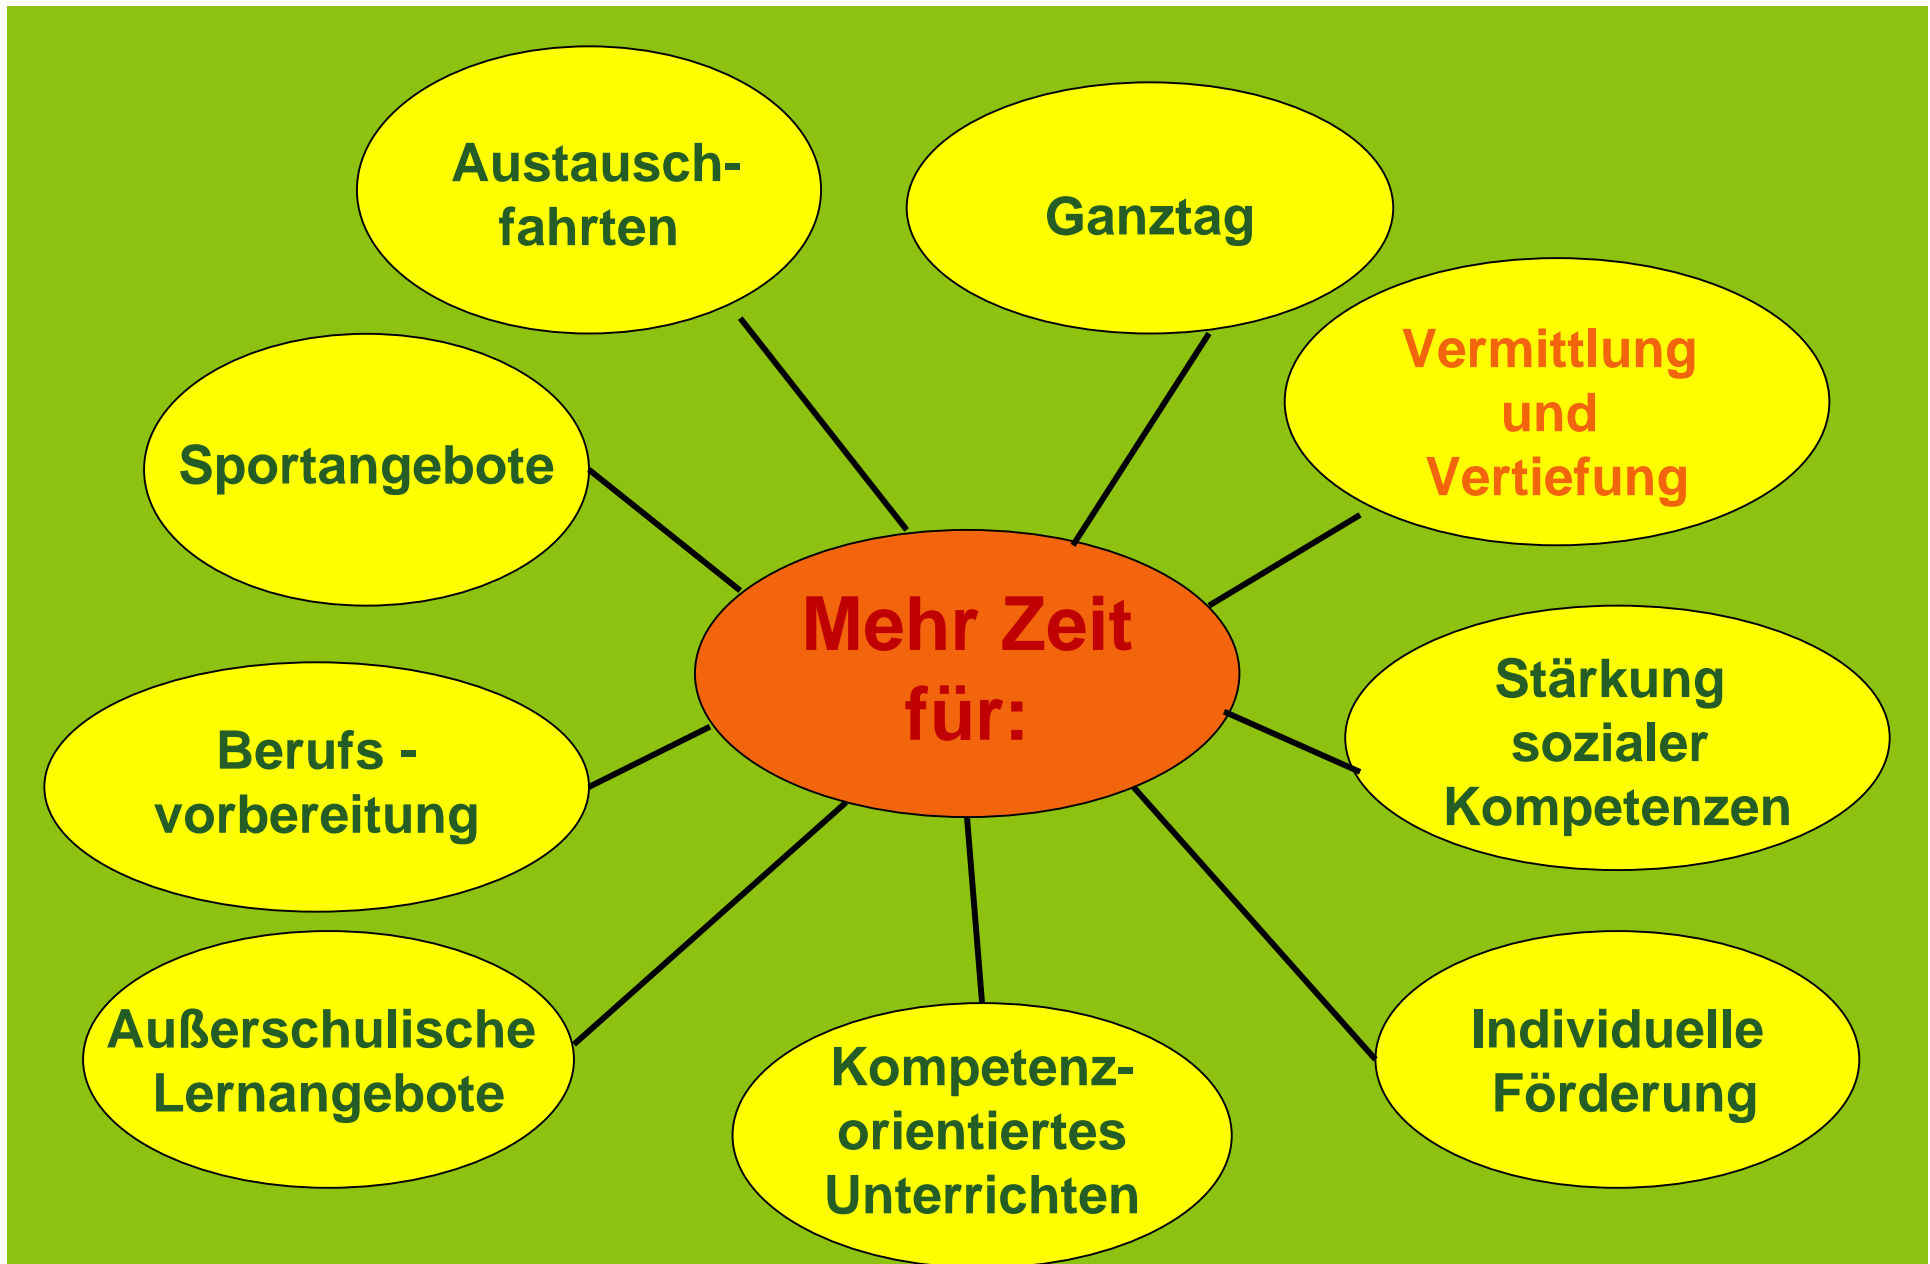 Austausch-
fahrten
Ganztag
Vermittlung
und
Vertiefung
Sportangebote
Mehr Zeit
für:
Stärkung
sozialer
Kompetenzen
Berufs -
vorbereitung
Außerschulische
Lernangebote
Kompetenz-
orientiertes
Unterrichten
Individuelle
Förderung